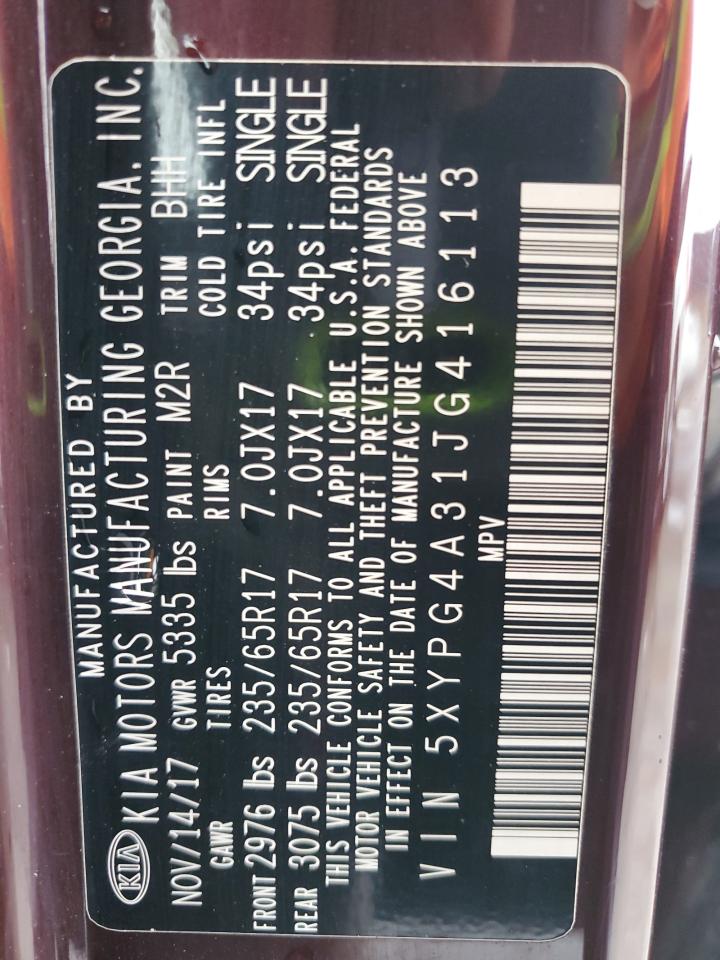 MANUFACTURED BY
KIA KIA MOTORS MANUFACTURING GEORGIA, INC.
NOV/14/17 GVWR 5335 lbs PAINT M2R TRIM BHH
GAWR TIRES RIMS COLD TIRE INFL
FRONT 2976 lbs 235/65R17 7.0JX17 34psi SINGLE
REAR 3075 lbs 235/65R17 7.0JX17 34psi SINGLE
THIS VEHICLE CONFORMS TO ALL APPLICABLE U.S.A. FEDERAL
MOTOR VEHICLE SAFETY AND THEFT PREVENTION STANDARDS
IN EFFECT ON THE DATE OF MANUFACTURE SHOWN ABOVE
VIN 5XYPG4A31JG416113
MPV